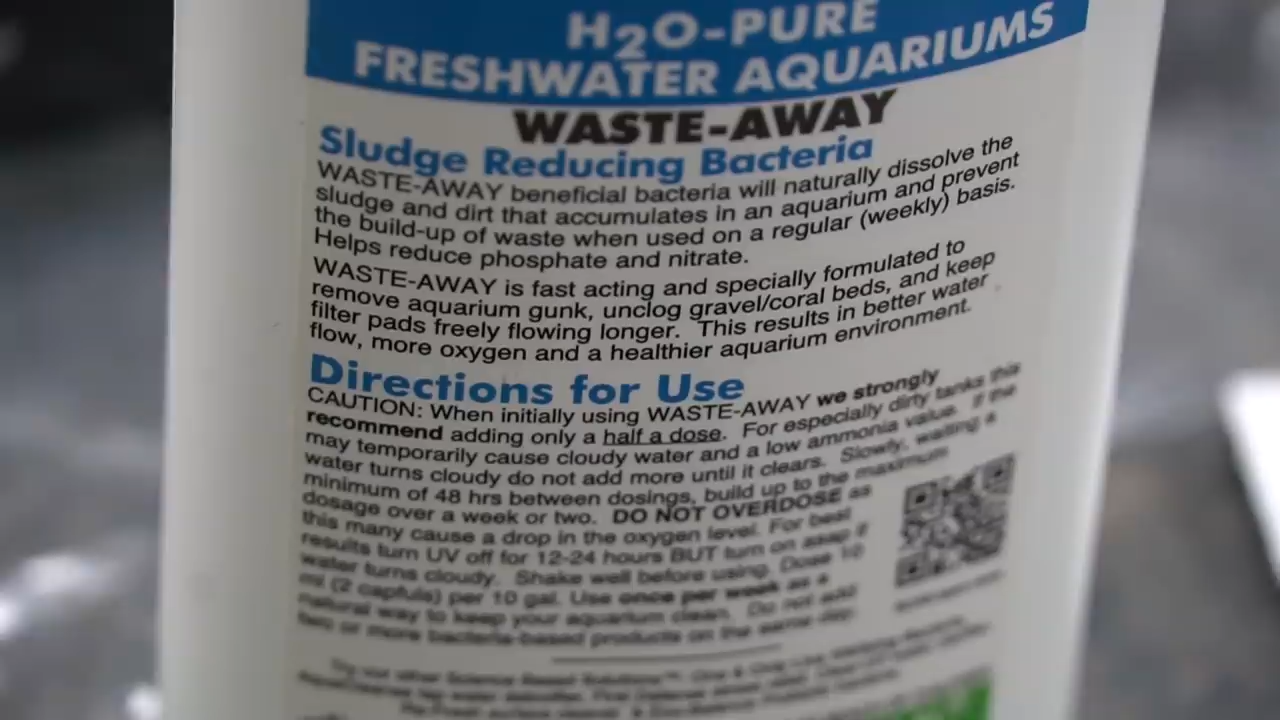 H2O-PURE
FRESHWATER AQUARIUMS
WASTE-AWAY
Sludge Reducing Bacteria
WASTE-AWAY beneficial bacteria will naturally dissolve the
sludge and dirt that accumulates in an aquarium and prevent
the build-up of waste when used on a regular (weekly) basis.
Helps reduce phosphate and nitrate.
WASTE-AWAY is fast acting and specially formulated to
remove aquarium gunk, unclog gravel/coral beds, and keep
filter pads freely flowing longer. This results in better water
flow, more oxygen and a healthier aquarium environment.
Directions for Use
CAUTION: When initially using WASTE-AWAY we strongly
recommend adding only a half a dose. For especially dirty tanks this
may temporarily cause cloudy water and a low ammonia value. If the
water turns cloudy do not add more until it clears. Slowly, waiting a
minimum of 48 hrs between dosings, build up to the maximum
dosage over a week or two. DO NOT OVERDOSE as
this many cause a drop in the oxygen level. For best
results turn UV off for 12-24 hours BUT turn on asap if
water turns cloudy. Shake well before using. Dose 10
ml (2 capfuls) per 10 gal. Use once per week as a
natural way to keep your aquarium clean. Do not add
two or more bacteria-based products on the same day.